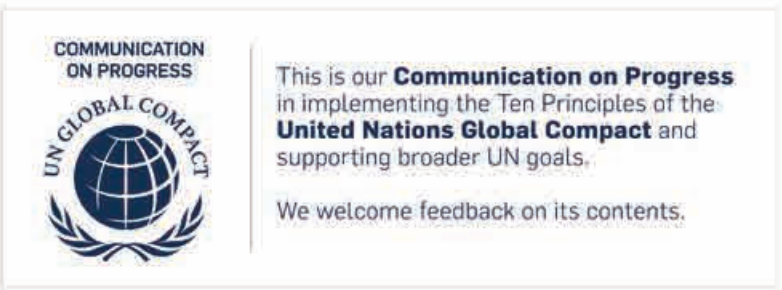 COMMUNICATION
ON PROGRESS
UN GLOBAL COMPACT
This is our Communication on Progress
in implementing the Ten Principles of the
United Nations Global Compact and
supporting broader UN goals.
We welcome feedback on its contents.